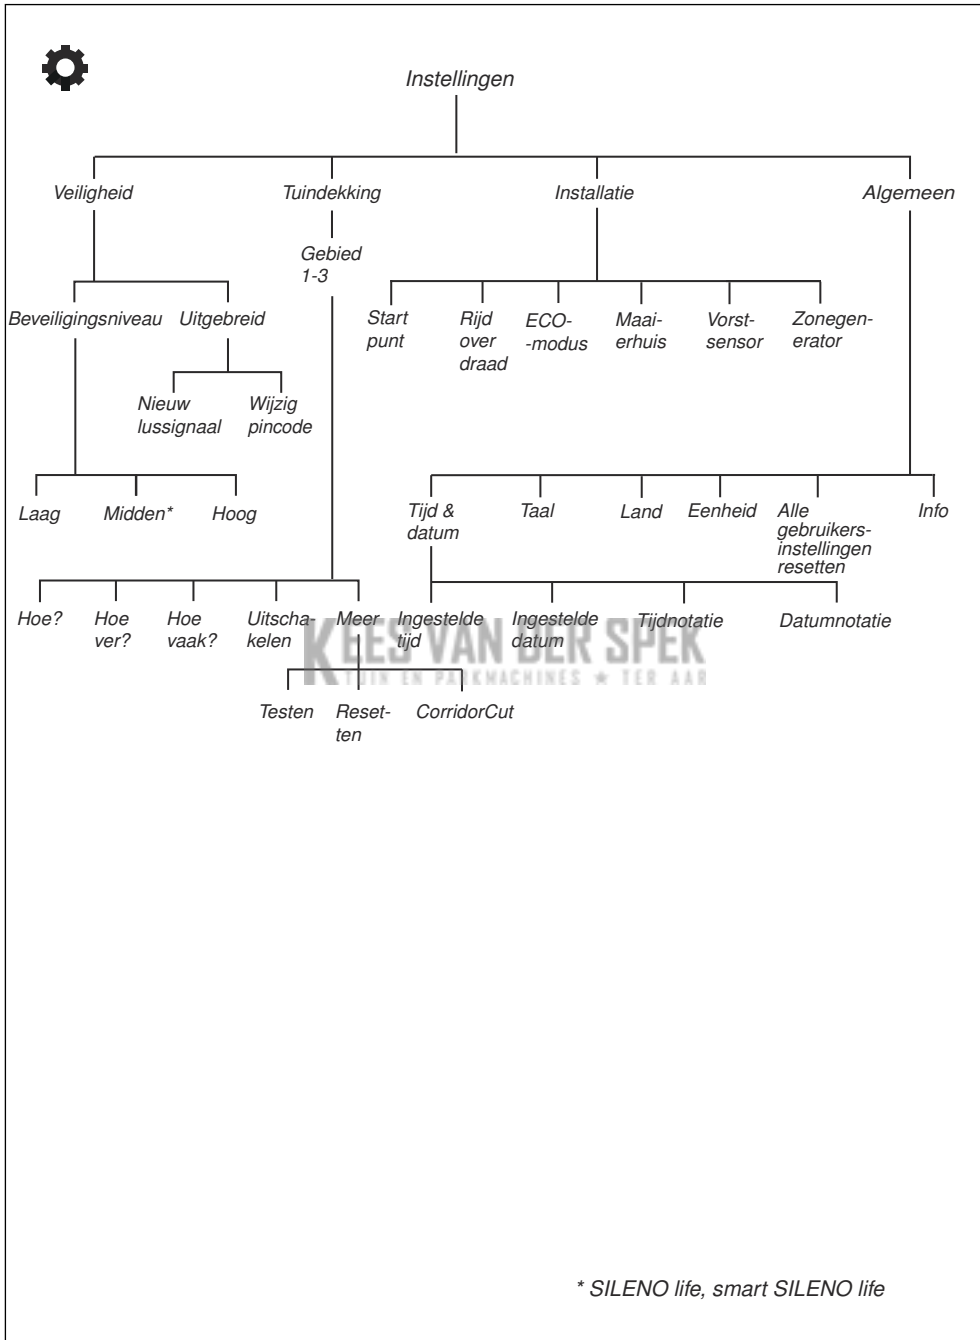 Instellingen
Veiligheid
Tuindekking
Installatie
Algemeen
Gebied
1-3
Beveiligingsniveau
Uitgebreid
Start
punt
Rijd
over
draad
ECO-
-modus
Maai-
erhuis
Vorst-
sensor
Zonegen-
erator
Nieuw
lussignaal
Wijzig
pincode
Laag
Midden*
Hoog
Tijd &
datum
Taal
Land
Eenheid
Alle
gebruikers-
instellingen
resetten
Info
Hoe?
Hoe
ver?
Hoe
vaak?
Uitscha-
kelen
Meer
Ingestelde
tijd
Ingestelde
datum
Tijdnotatie
Datumnotatie
KEES VAN DER SPEK
TUIN EN PARKMACHINES ★ TER AAR
Testen
Reset-
ten
CorridorCut
* SILENO life, smart SILENO life